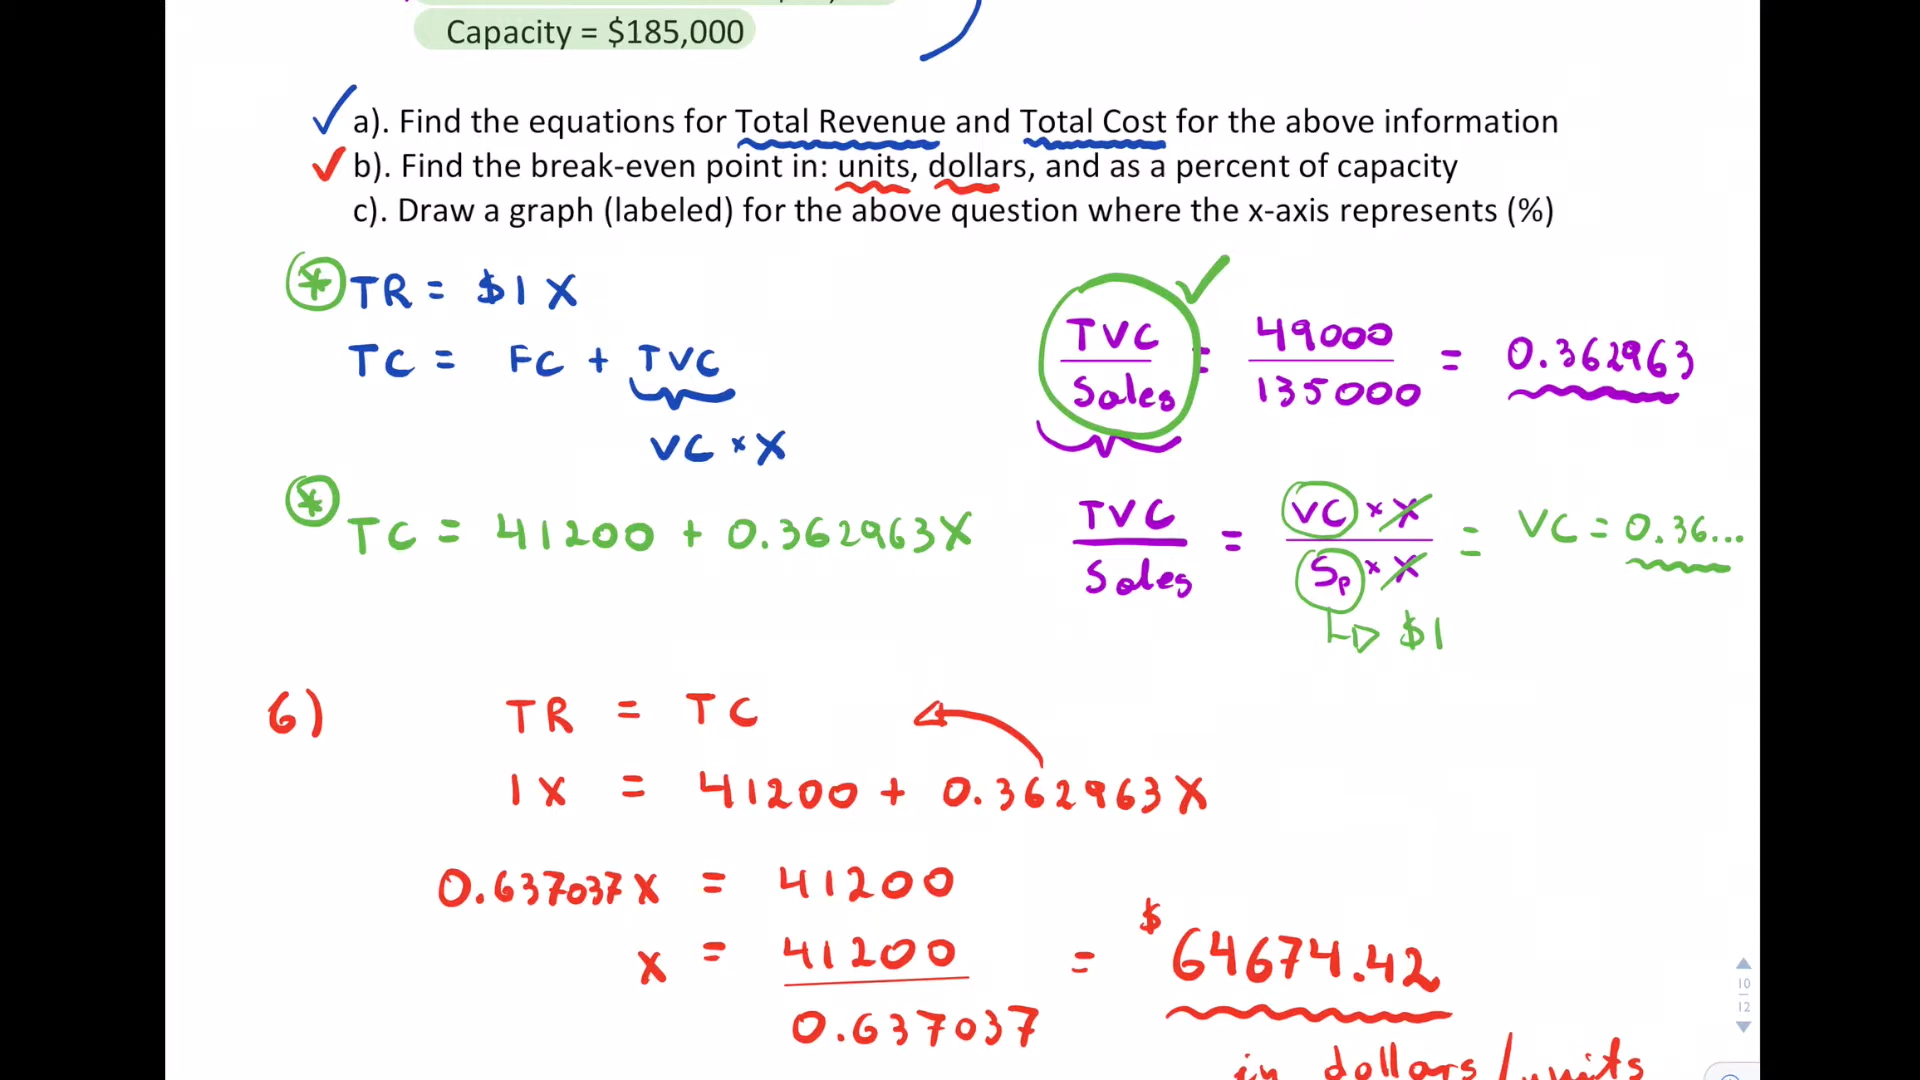 Capacity = $185,000
a). Find the equations for Total Revenue and Total Cost for the above information
b). Find the break-even point in: units, dollars, and as a percent of capacity
c). Draw a graph (labeled) for the above question where the x-axis represents (%)
* TR = $1 X
TC = FC + TVC
VC × X
* TC = 41200 + 0.362963X
TVC / Sales = 49000 / 135000 = 0.362963
TVC / Sales = VC × X / Sp × X = VC = 0.36...
$1
6)
TR = TC
1X = 41200 + 0.362963X
0.637037X = 41200
x = 41200 / 0.637037 = $64674.42
in dollars/units
10
12